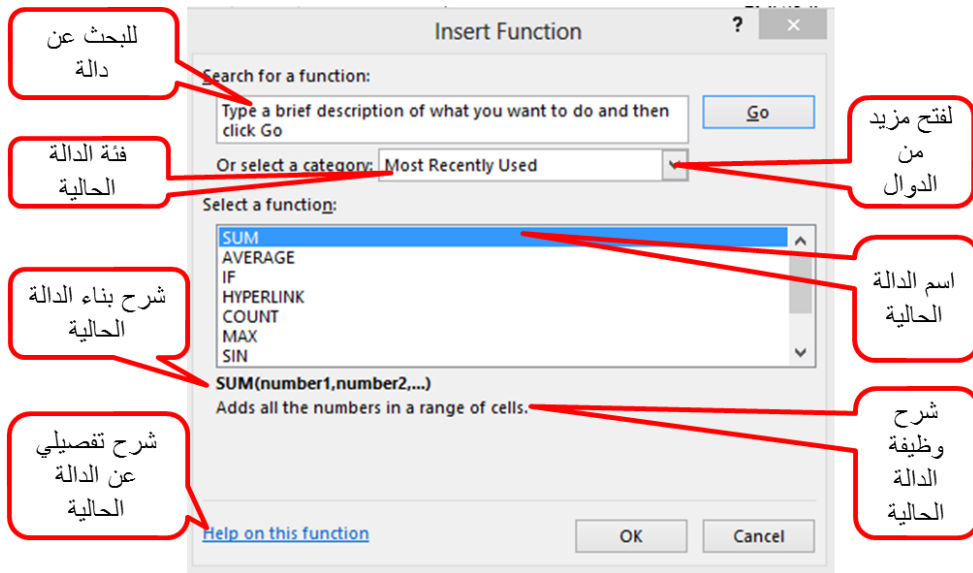 Insert Function
?
للبحث عن
دالة
Search for a function:
Type a brief description of what you want to do and then
click Go
Go
لفتح مزيد
من
الدوال
فئة الدالة
الحالية
Or select a category: Most Recently Used
Select a function:
SUM
AVERAGE
IF
HYPERLINK
COUNT
MAX
SIN
اسم الدالة
الحالية
شرح بناء الدالة
الحالية
SUM(number1,number2,...)
Adds all the numbers in a range of cells.
شرح
وظيفة
الدالة
الحالية
شرح تفصيلي
عن الدالة
الحالية
Help on this function
OK
Cancel